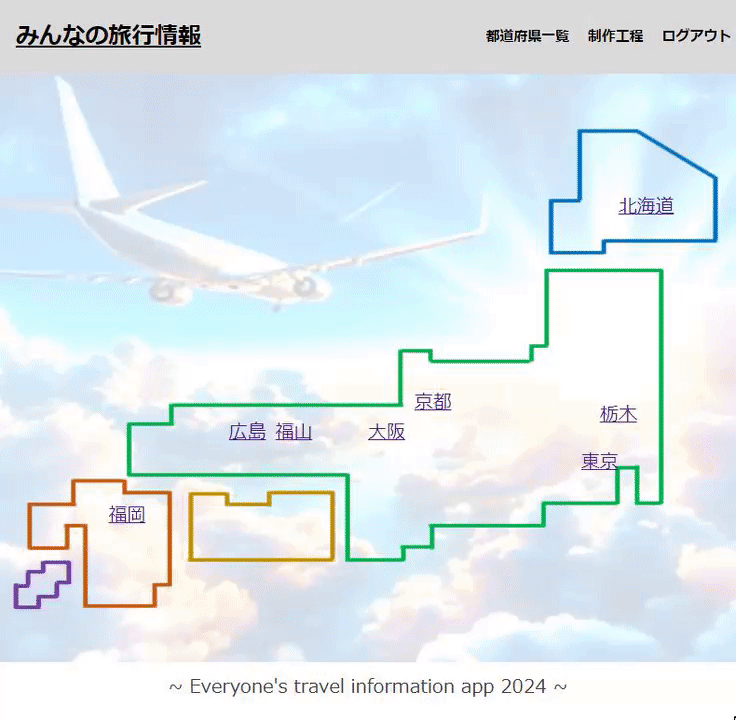 みんなの旅行情報
都道府県一覧 制作工程 ログアウト
北海道
京都
栃木
広島 福山 大阪
東京
福岡
~ Everyone's travel information app 2024 ~